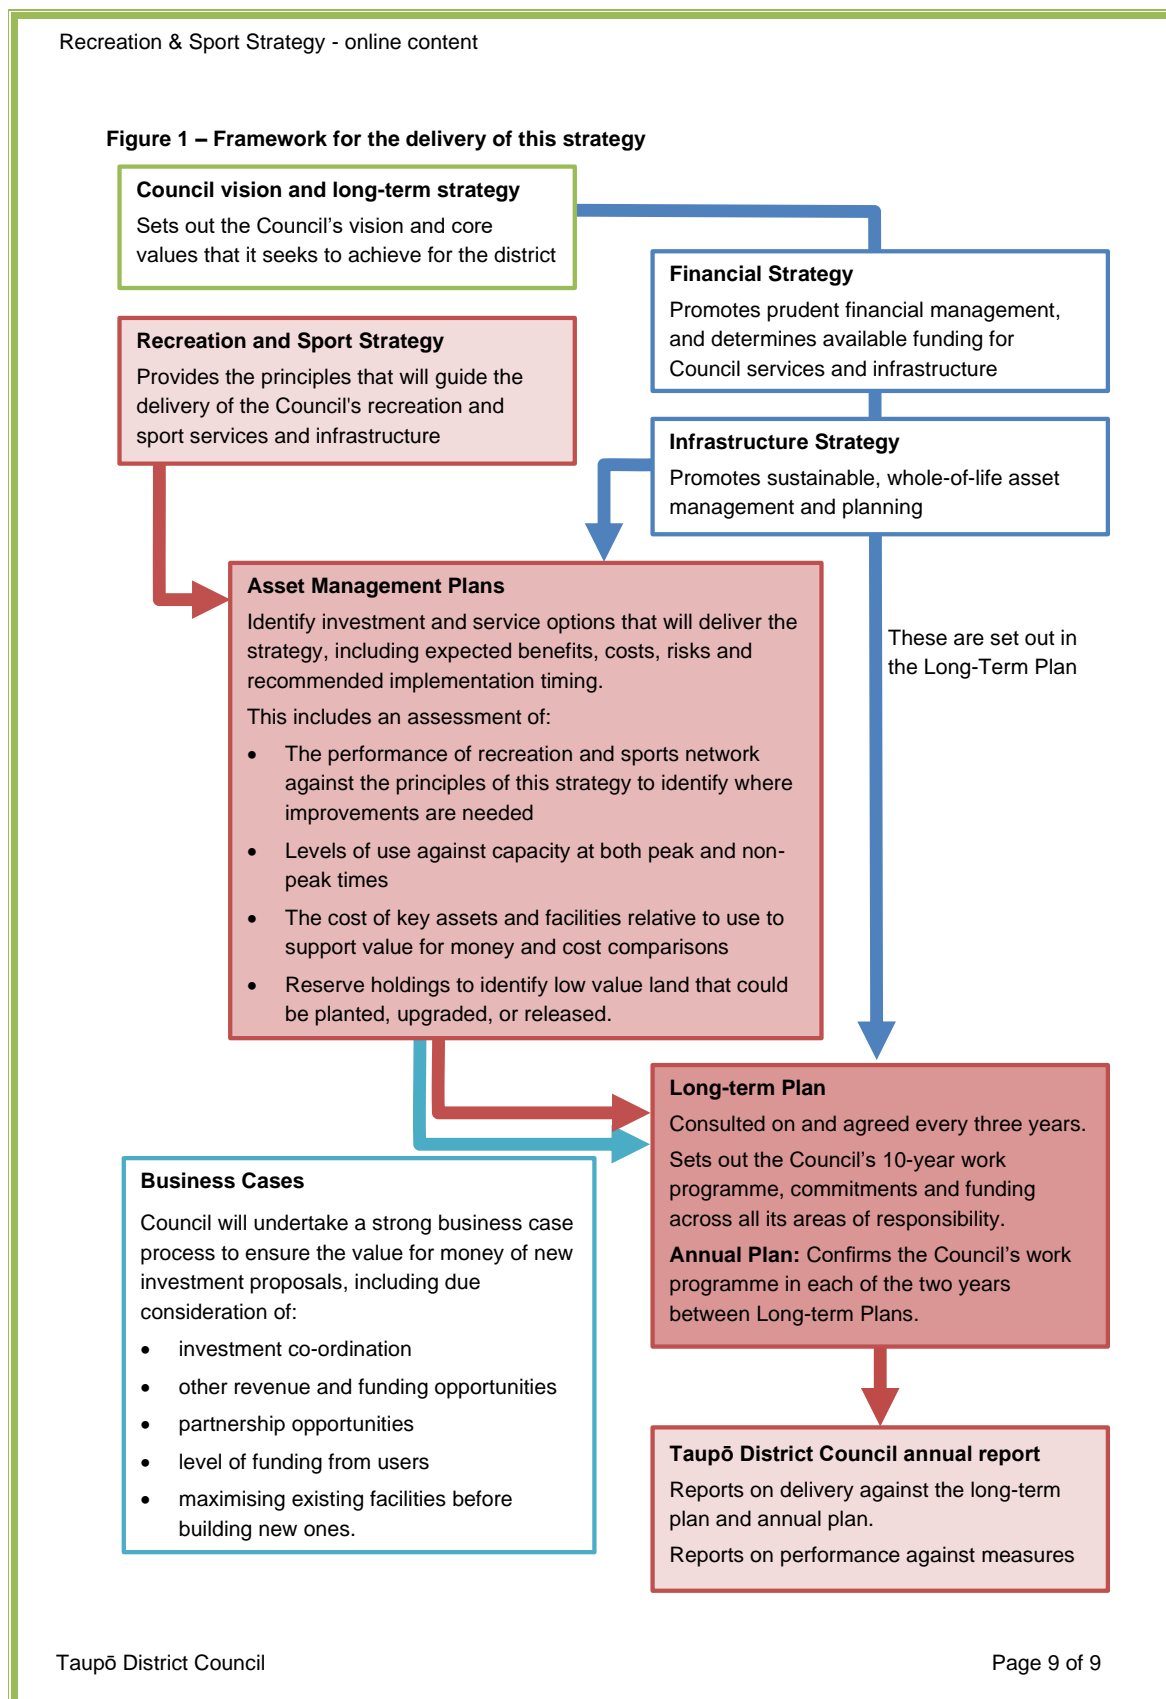 Recreation & Sport Strategy - online content
Figure 1 – Framework for the delivery of this strategy
Council vision and long-term strategy
Sets out the Council’s vision and core
values that it seeks to achieve for the district
Financial Strategy
Promotes prudent financial management,
and determines available funding for
Council services and infrastructure
Recreation and Sport Strategy
Provides the principles that will guide the
delivery of the Council's recreation and
sport services and infrastructure
Infrastructure Strategy
Promotes sustainable, whole-of-life asset
management and planning
Asset Management Plans
Identify investment and service options that will deliver the
strategy, including expected benefits, costs, risks and
recommended implementation timing.
This includes an assessment of:
• The performance of recreation and sports network
against the principles of this strategy to identify where
improvements are needed
• Levels of use against capacity at both peak and non-
peak times
• The cost of key assets and facilities relative to use to
support value for money and cost comparisons
• Reserve holdings to identify low value land that could
be planted, upgraded, or released.
These are set out in
the Long-Term Plan
Long-term Plan
Consulted on and agreed every three years.
Sets out the Council’s 10-year work
programme, commitments and funding
across all its areas of responsibility.
Annual Plan: Confirms the Council’s work
programme in each of the two years
between Long-term Plans.
Business Cases
Council will undertake a strong business case
process to ensure the value for money of new
investment proposals, including due
consideration of:
• investment co-ordination
• other revenue and funding opportunities
• partnership opportunities
• level of funding from users
• maximising existing facilities before
building new ones.
Taupō District Council annual report
Reports on delivery against the long-term
plan and annual plan.
Reports on performance against measures
Taupō District Council
Page 9 of 9